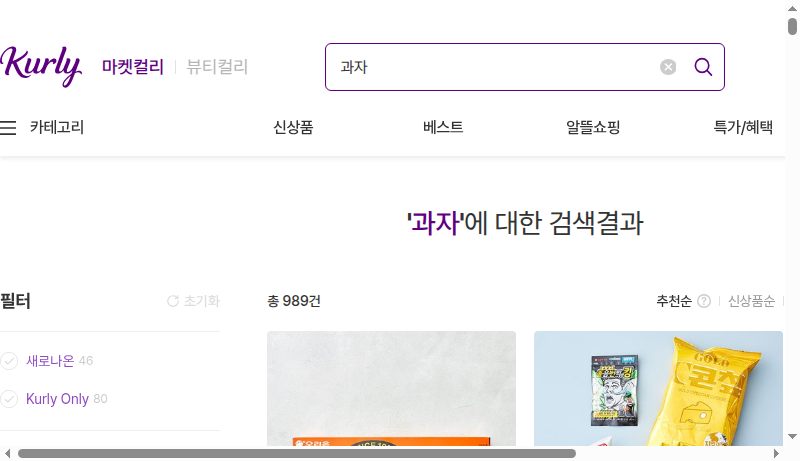 Kurly
마켓컬리
뷰티컬리
과자
카테고리
신상품
베스트
알뜰쇼핑
특가/혜택
'과자'에 대한 검색결과
필터
초기화
총 989건
추천순
신상품순
새로나온 46
Kurly Only 80
GOLD
콘초